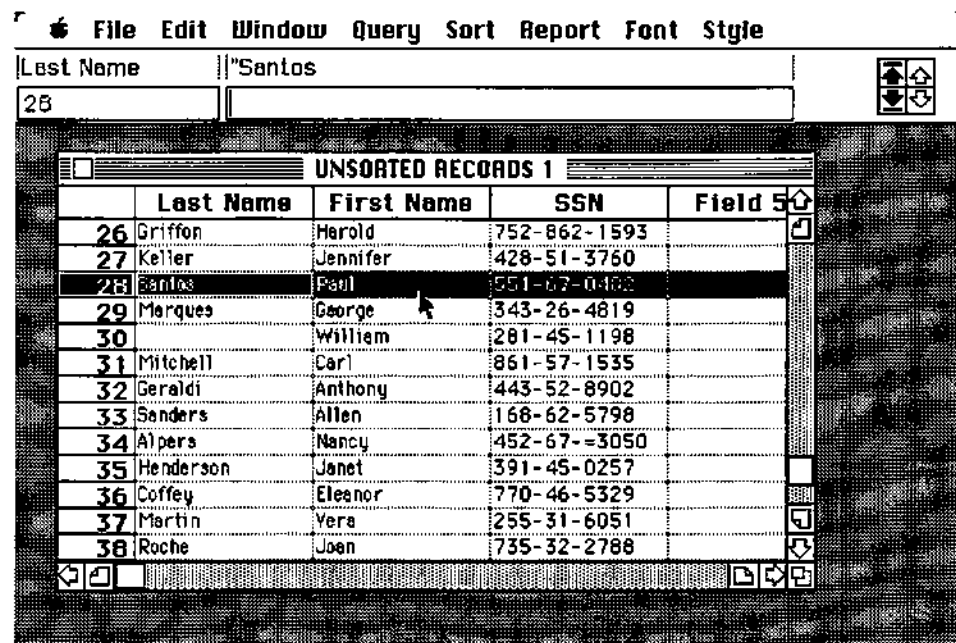 File Edit Window Query Sort Report Font Style
Last Name "Santos
28
UNSORTED RECORDS 1
Last Name First Name SSN Field 5
26 Griffon Harold 752-862-1593
27 Keller Jennifer 428-51-3760
28 Santos Paul 551-67-0482
29 Marques George 343-26-4819
30 William 281-45-1198
31 Mitchell Carl 861-57-1535
32 Geraldi Anthony 443-52-8902
33 Sanders Allen 168-62-5798
34 Alpers Nancy 452-67-=3050
35 Henderson Janet 391-45-0257
36 Coffey Eleanor 770-46-5329
37 Martin Vera 255-31-6051
38 Roche Joan 735-32-2788